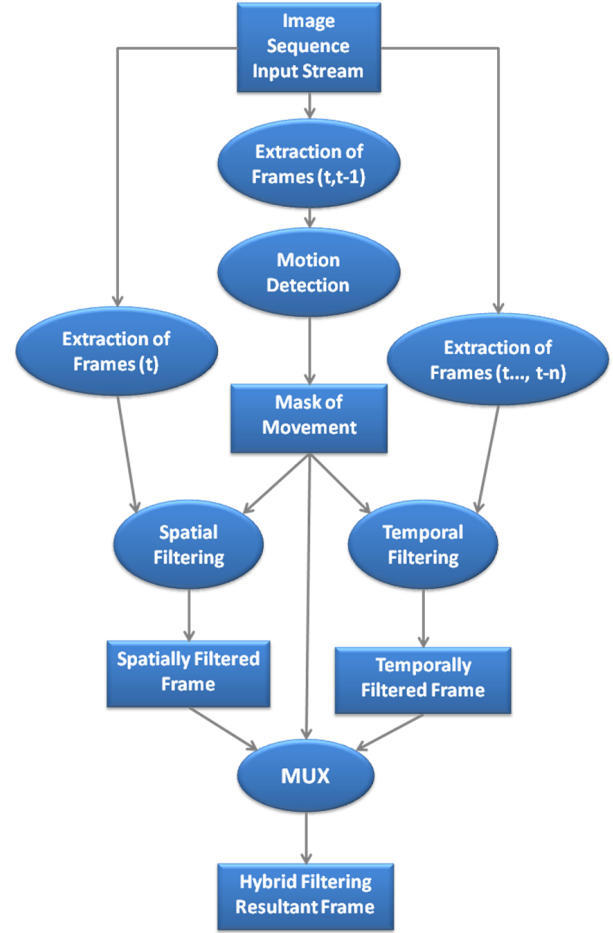 Image
Sequence
Input Stream
Extraction of
Frames (t,t-1)
Motion
Detection
Extraction of
Frames (t)
Extraction of
Frames (t..., t-n)
Mask of
Movement
Spatial
Filtering
Temporal
Filtering
Spatially Filtered
Frame
Temporally
Filtered Frame
MUX
Hybrid Filtering
Resultant Frame